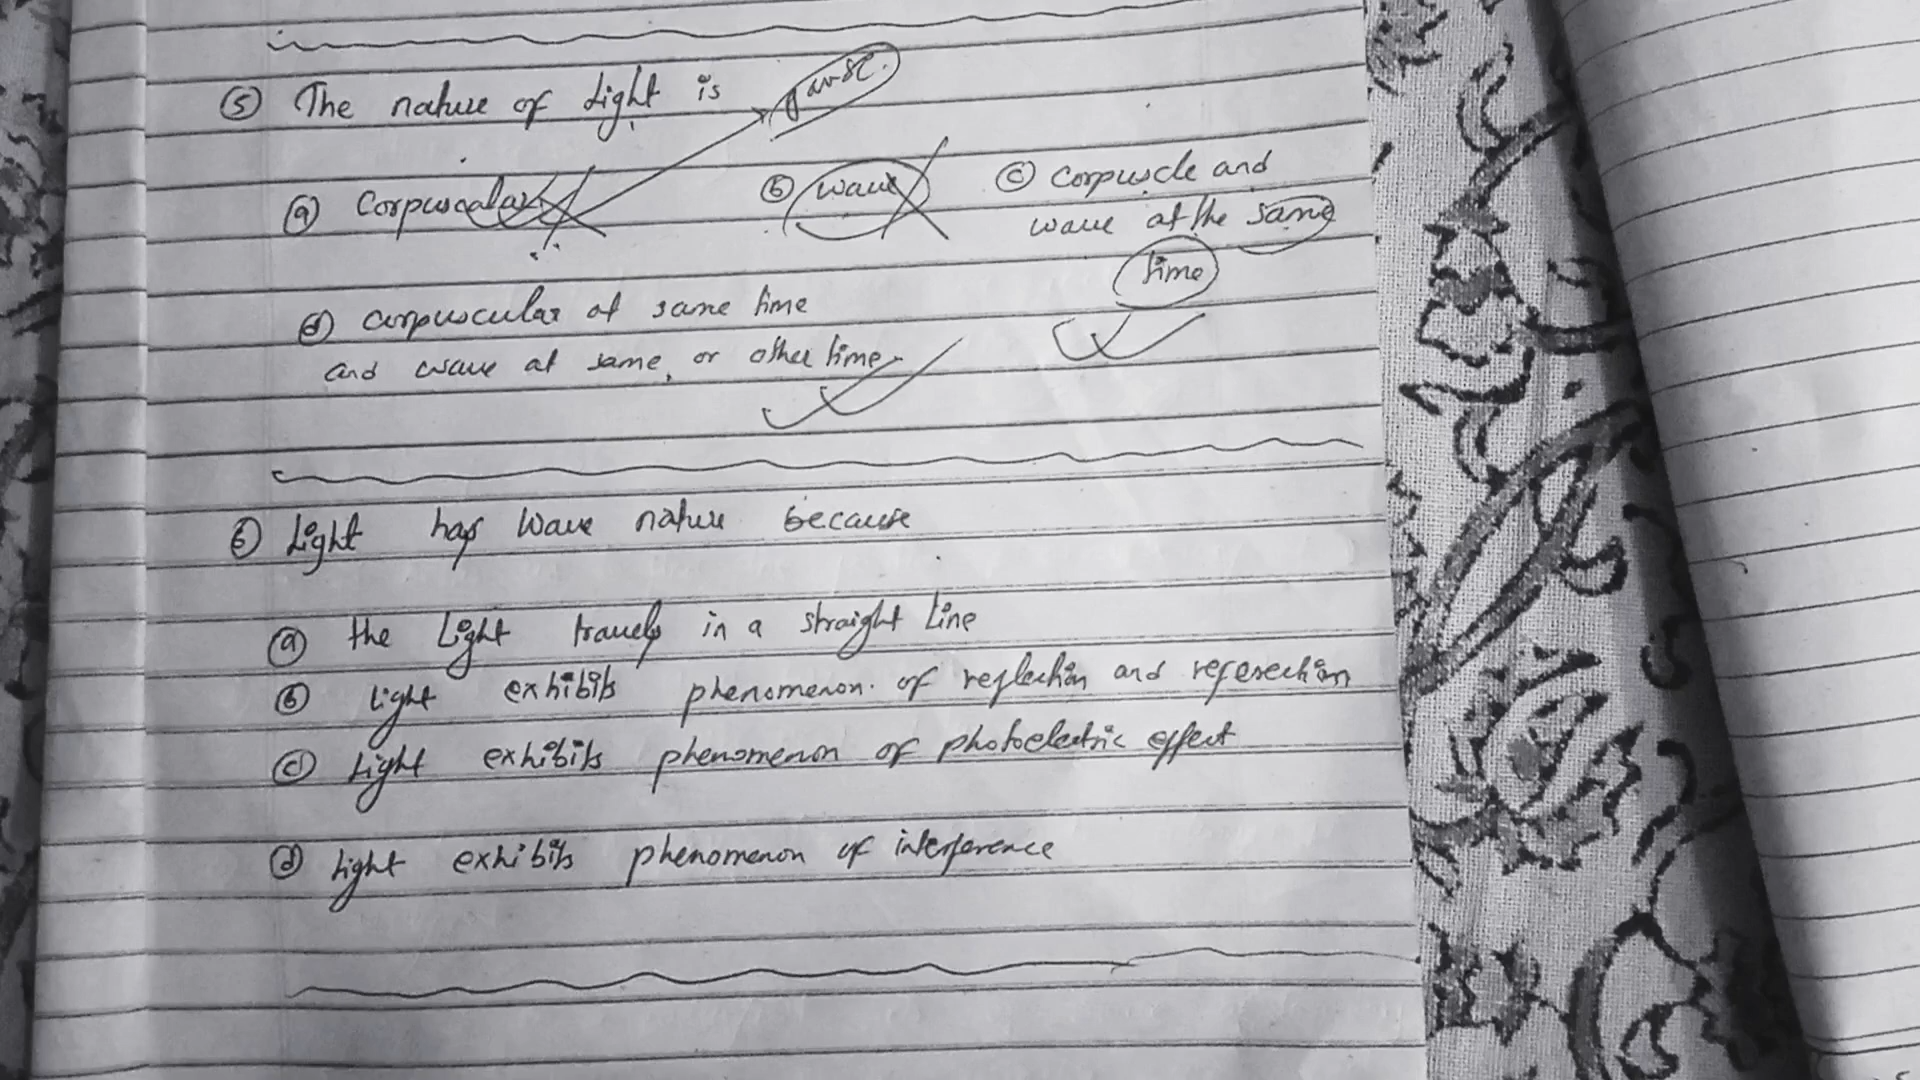 ⑤ The nature of Light is
ⓐ Corpuscular ⓑ wave ⓒ corpuscle and
wave at the same
time
ⓓ corpuscular at same time
and wave at same, or other time.
⑥ Light has wave nature because
ⓐ the Light travels in a straight Line
ⓑ Light exhibits phenomenon. of reflection and
ⓒ Light exhibits phenomenon of photoelectric effect
ⓓ Light exhibits phenomenon of interference